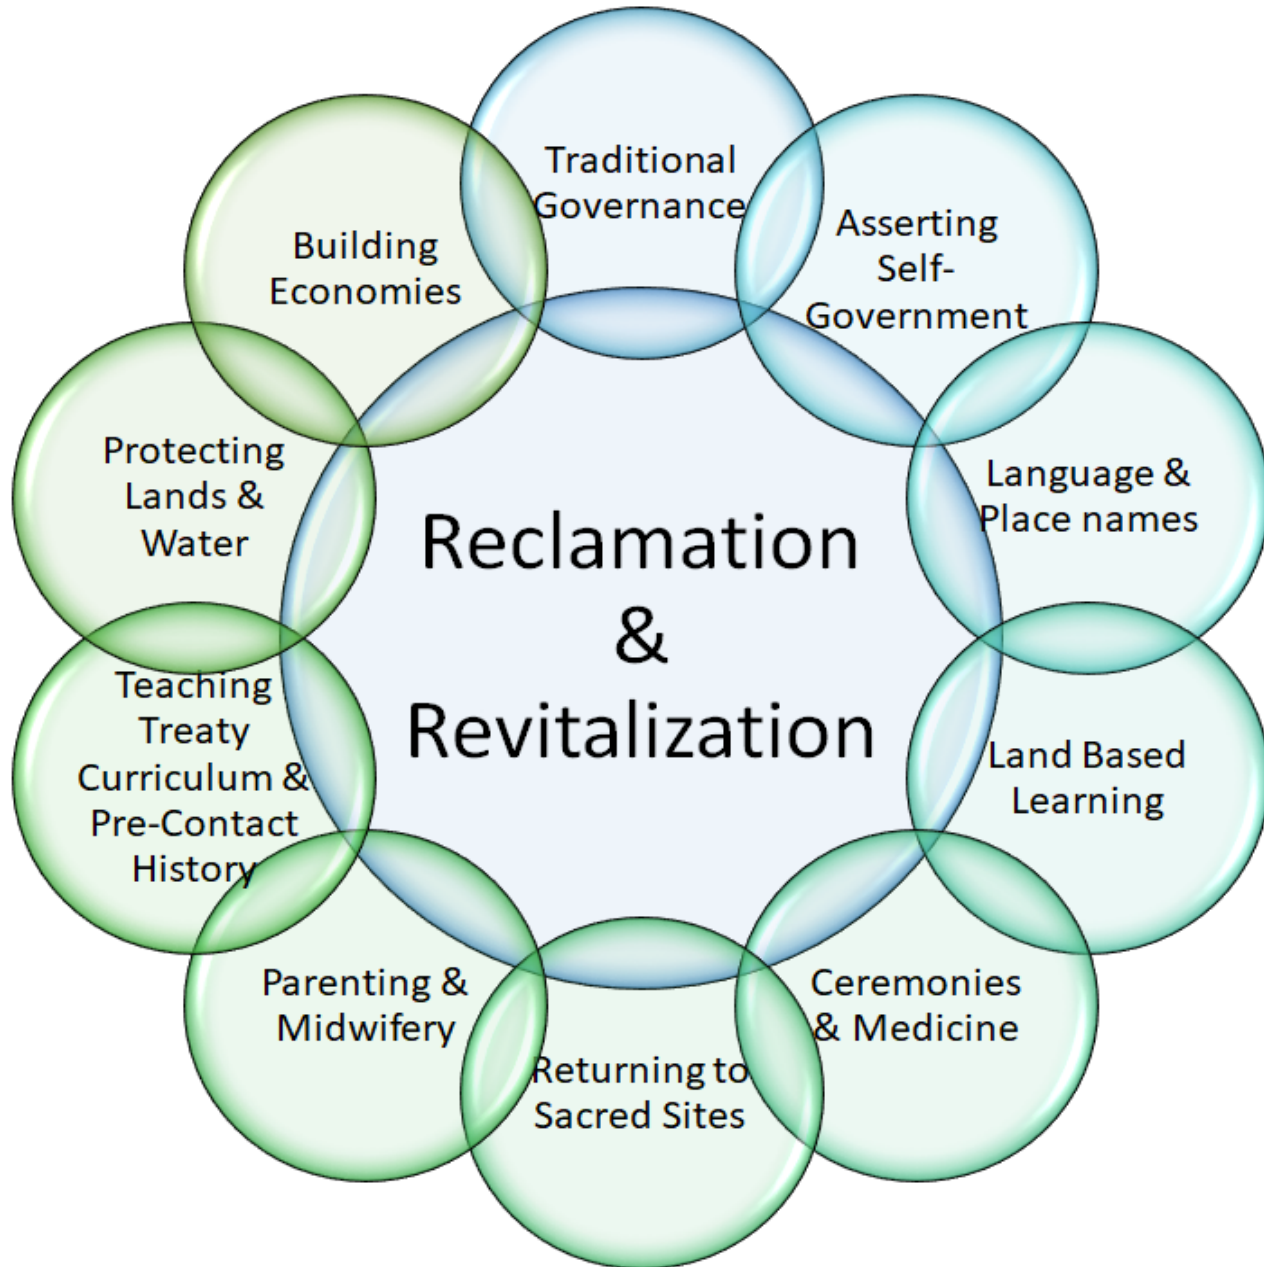 Traditional
Governance
Asserting
Self-
Government
Language &
Place names
Land Based
Learning
Ceremonies
& Medicine
Returning to
Sacred Sites
Parenting &
Midwifery
Teaching
Treaty
Curriculum &
Pre-Contact
History
Protecting
Lands &
Water
Building
Economies
Reclamation
&
Revitalization